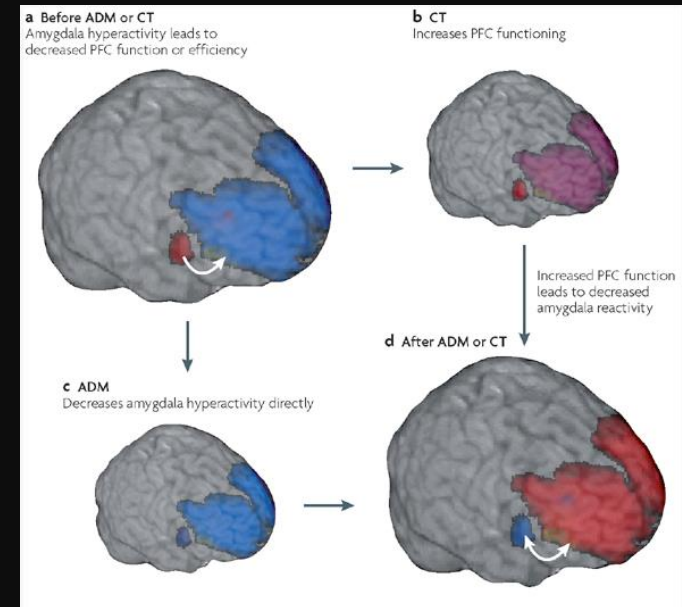 a Before ADM or CT
Amygdala hyperactivity leads to
decreased PFC function or efficiency
b CT
Increases PFC functioning
Increased PFC function
leads to decreased
amygdala reactivity
c ADM
Decreases amygdala hyperactivity directly
d After ADM or CT